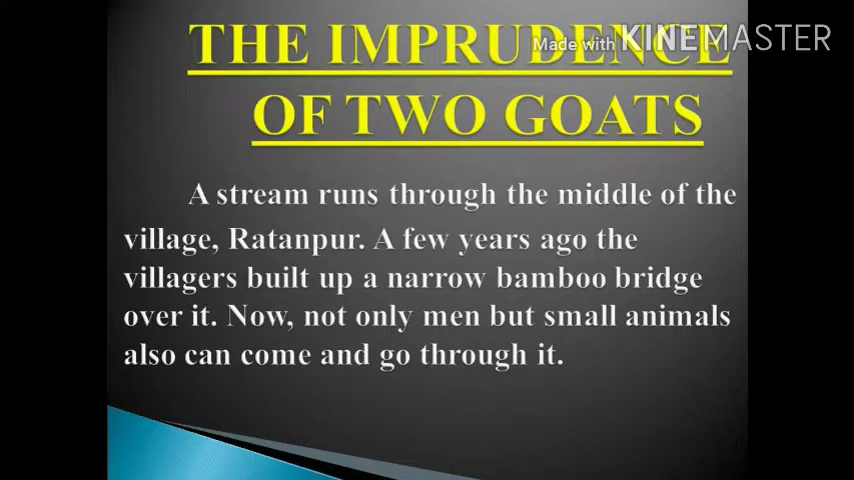 THE IMPRUDENCE
Made with KINEMASTER
OF TWO GOATS
A stream runs through the middle of the
village, Ratanpur. A few years ago the
villagers built up a narrow bamboo bridge
over it. Now, not only men but small animals
also can come and go through it.